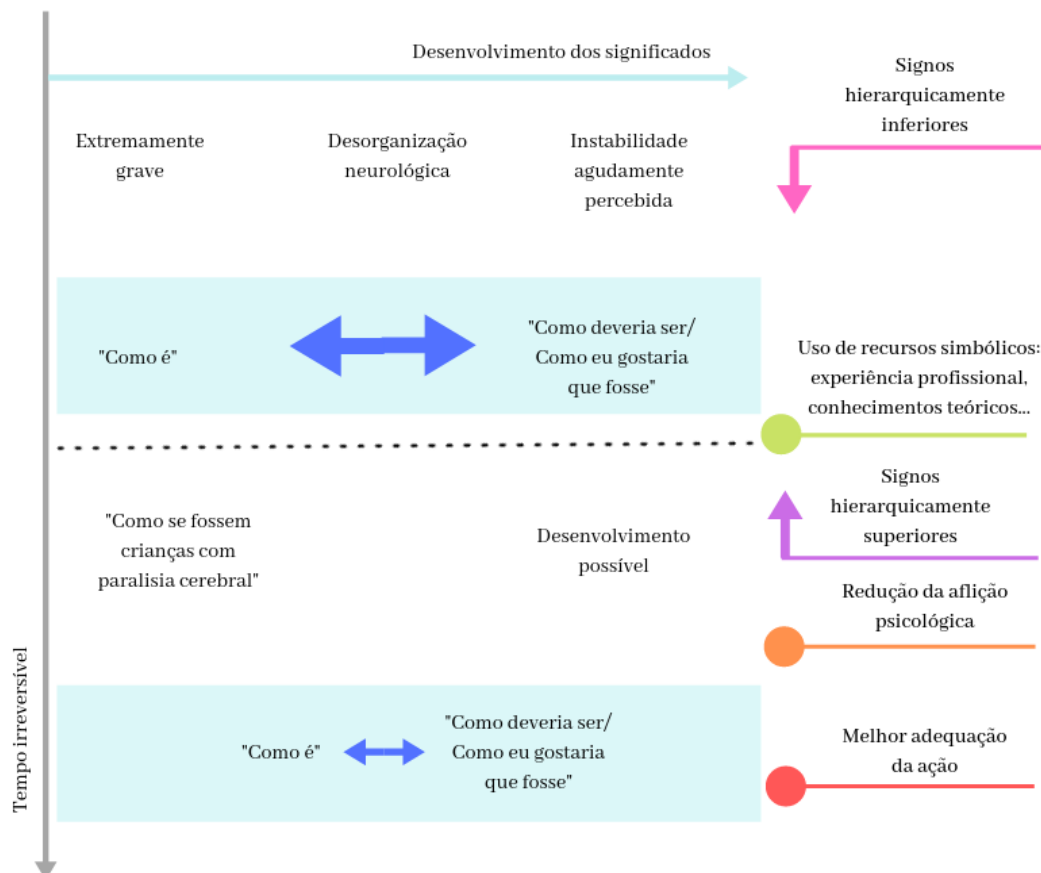 Desenvolvimento dos significados
Signos
hierarquicamente
inferiores
Extremamente
grave
Desorganização
neurológica
Instabilidade
agudamente
percebida
"Como é"
"Como deveria ser/
Como eu gostaria
que fosse"
Uso de recursos simbólicos:
experiência profissional,
conhecimentos teóricos...
Signos
hierarquicamente
superiores
"Como se fossem
crianças com
paralisia cerebral"
Desenvolvimento
possível
Redução da aflição
psicológica
Tempo irreversível
"Como é"
"Como deveria ser/
Como eu gostaria
que fosse"
Melhor adequação
da ação